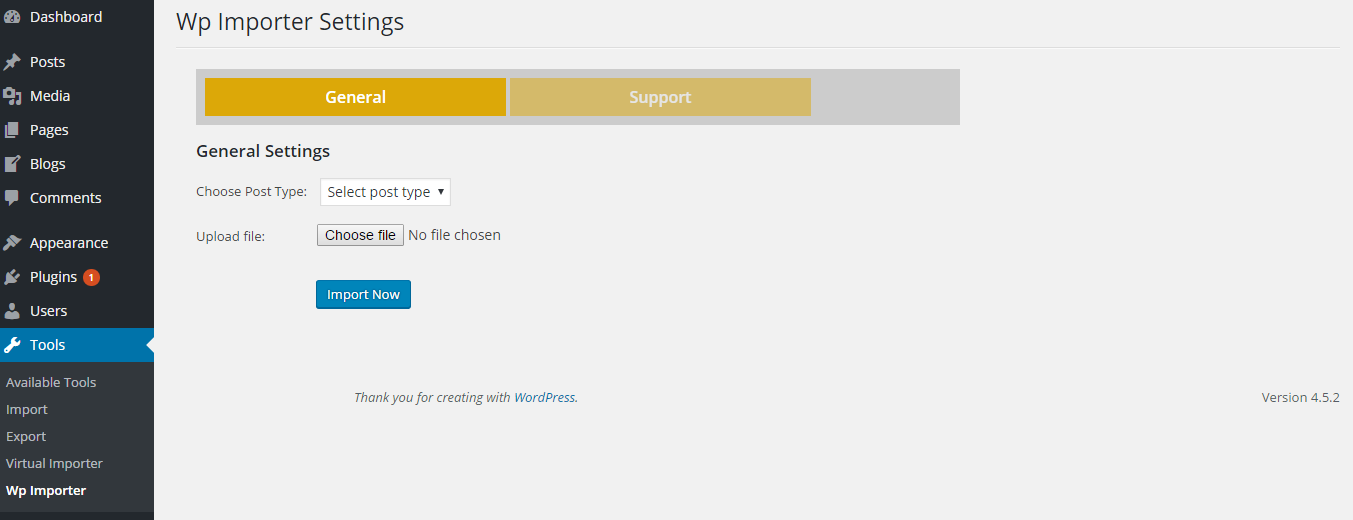 Dashboard
Posts
Media
Pages
Blogs
Comments
Appearance
Plugins 1
Users
Tools
Available Tools
Import
Export
Virtual Importer
Wp Importer
Wp Importer Settings
General Support
General Settings
Choose Post Type: Select post type
Upload file: Choose file No file chosen
Import Now
Thank you for creating with WordPress. Version 4.5.2